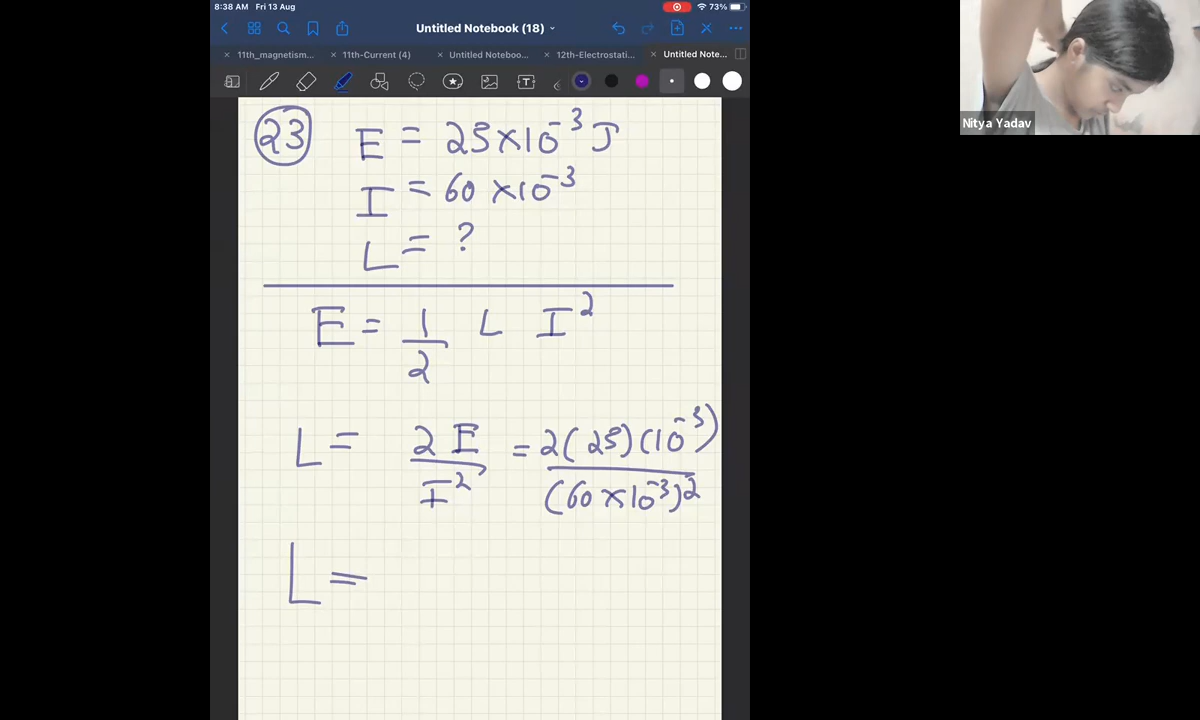 8:38 AM Fri 13 Aug
73%
Untitled Notebook (18)
× 11th_magnetism...
× 11th-Current (4)
× Untitled Noteboo...
× 12th-Electrostati...
× Untitled Note...
Nitya Yadav
23 E = 25×10⁻³ J
I = 60 ×10⁻³
L = ?
E = 1/2 L I²
L = 2E/I² = 2(25)(10⁻³)/(60×10⁻³)²
L =